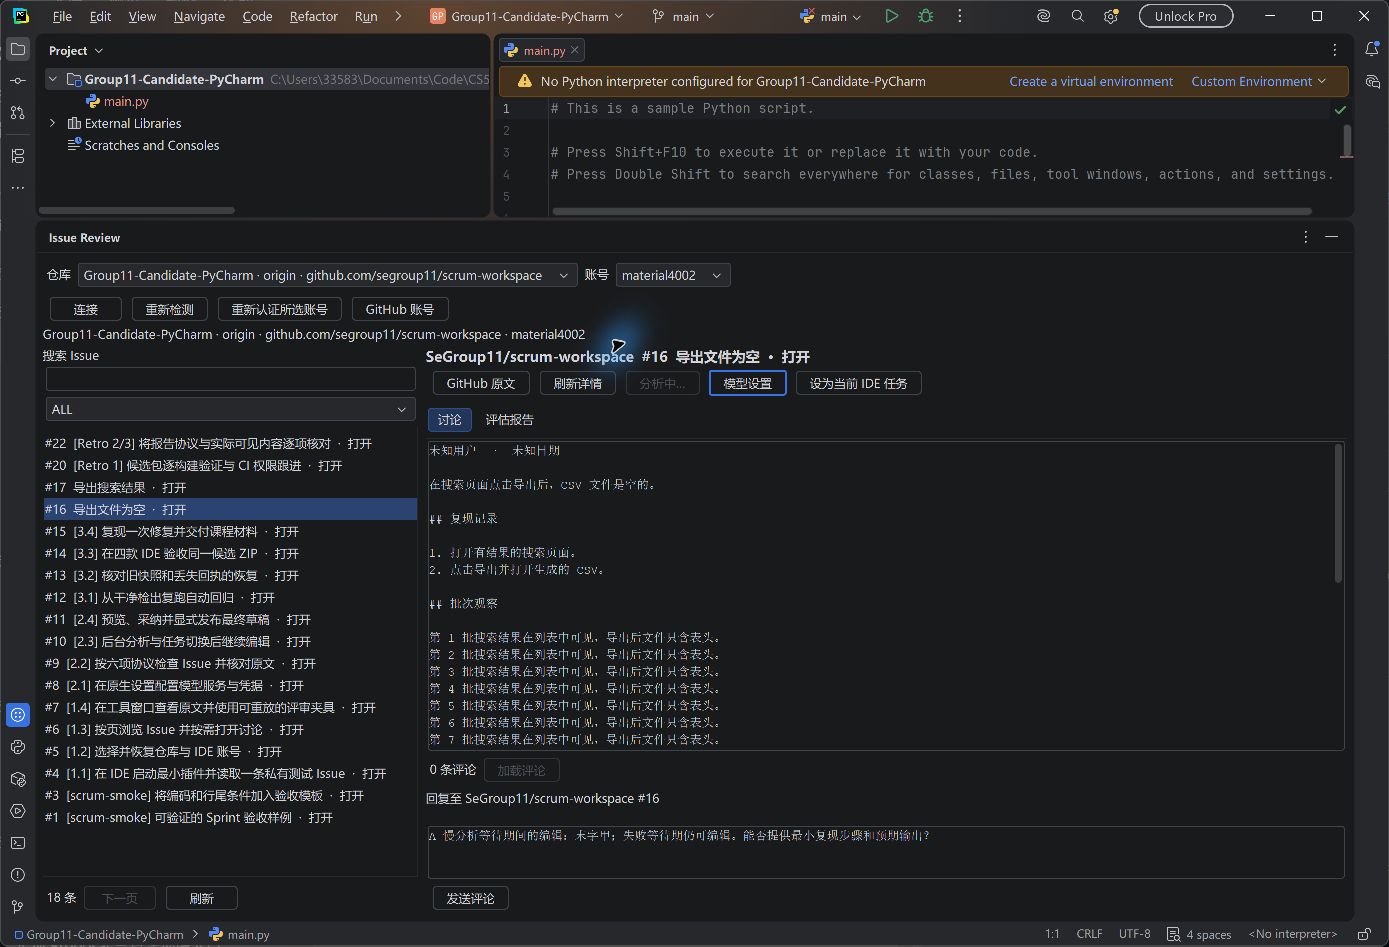 File Edit View Navigate Code Refactor Run GP Group11-Candidate-PyCharm main main Unlock Pro
Project
Group11-Candidate-PyCharm C:\Users\33583\Documents\Code\CS5
main.py
External Libraries
Scratches and Consoles
main.py
No Python interpreter configured for Group11-Candidate-PyCharm Create a virtual environment Custom Environment
1 # This is a sample Python script.
2
3 # Press Shift+F10 to execute it or replace it with your code.
4 # Press Double Shift to search everywhere for classes, files, tool windows, actions, and settings.
5
Issue Review
仓库 Group11-Candidate-PyCharm · origin · github.com/segroup11/scrum-workspace 账号 material4002
连接 重新检测 重新认证所选账号 GitHub 账号
Group11-Candidate-PyCharm · origin · github.com/segroup11/scrum-workspace · material4002
搜索 Issue
ALL
#22 [Retro 2/3] 将报告协议与实际可见内容逐项核对 · 打开
#20 [Retro 1] 候选包逐构建验证与 CI 权限跟进 · 打开
#17 导出搜索结果 · 打开
#16 导出文件为空 · 打开
#15 [3.4] 复现一次修复并交付课程材料 · 打开
#14 [3.3] 在四款 IDE 验收同一候选 ZIP · 打开
#13 [3.2] 核对旧快照和丢失回执的恢复 · 打开
#12 [3.1] 从干净检出复跑自动回归 · 打开
#11 [2.4] 预览、采纳并显式发布最终草稿 · 打开
#10 [2.3] 后台分析与任务切换后继续编辑 · 打开
#9 [2.2] 按六项协议检查 Issue 并核对原文 · 打开
#8 [2.1] 在原生设置配置模型服务与凭据 · 打开
#7 [1.4] 在工具窗口查看原文并使用可重放的评审夹具 · 打开
#6 [1.3] 按页浏览 Issue 并按需打开讨论 · 打开
#5 [1.2] 选择并恢复仓库与 IDE 账号 · 打开
#4 [1.1] 在 IDE 启动最小插件并读取一条私有测试 Issue · 打开
#3 [scrum-smoke] 将编码和行尾条件加入验收模板 · 打开
#1 [scrum-smoke] 可验证的 Sprint 验收样例 · 打开
18 条 下一页 刷新
SeGroup11/scrum-workspace #16 导出文件为空 • 打开
GitHub 原文 刷新详情 分析中... 模型设置 设为当前 IDE 任务
讨论 评估报告
未知用户 · 未知日期
在搜索页面点击导出后，CSV 文件是空的。
## 复现记录
1. 打开有结果的搜索页面。
2. 点击导出并打开生成的 CSV。
## 批次观察
第 1 批搜索结果在列表中可见，导出后文件只含表头。
第 2 批搜索结果在列表中可见，导出后文件只含表头。
第 3 批搜索结果在列表中可见，导出后文件只含表头。
第 4 批搜索结果在列表中可见，导出后文件只含表头。
第 5 批搜索结果在列表中可见，导出后文件只含表头。
第 6 批搜索结果在列表中可见，导出后文件只含表头。
第 7 批搜索结果在列表中可见，导出后文件只含表头。
0 条评论 加载评论
回复至 SeGroup11/scrum-workspace #16
A 慢分析等待期间的编辑：未字甲；失败等待期仍可编辑。能否提供最小复现步骤和预期输出？
发送评论
Group11-Candidate-PyCharm main.py 1:1 CRLF UTF-8 4 spaces <No interpreter>